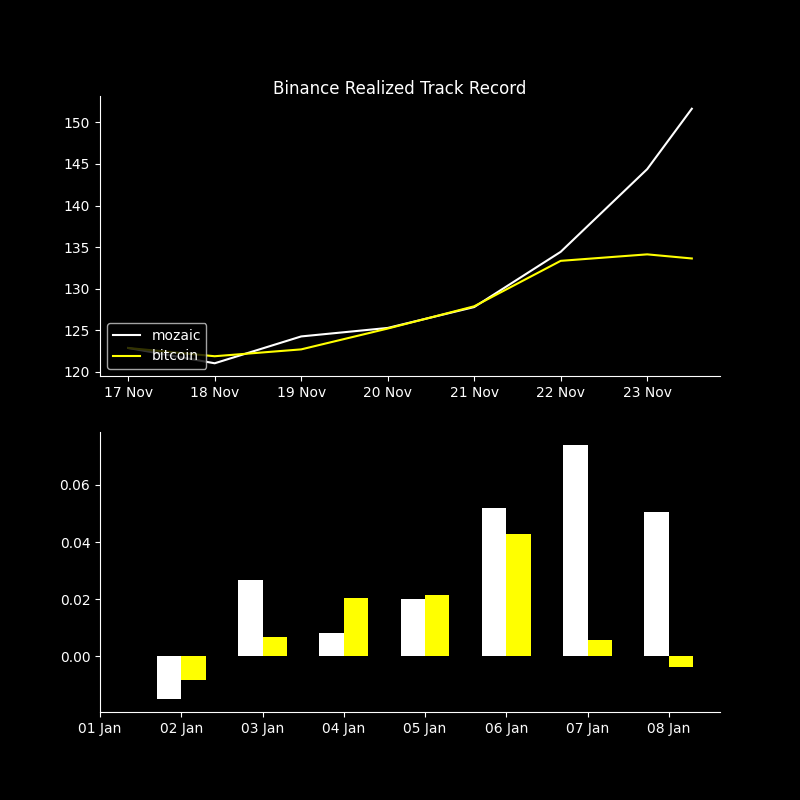 Binance Realized Track Record
150
145
140
135
130
125
120
mozaic
bitcoin
17 Nov 18 Nov 19 Nov 20 Nov 21 Nov 22 Nov 23 Nov
0.06
0.04
0.02
0.00
01 Jan 02 Jan 03 Jan 04 Jan 05 Jan 06 Jan 07 Jan 08 Jan